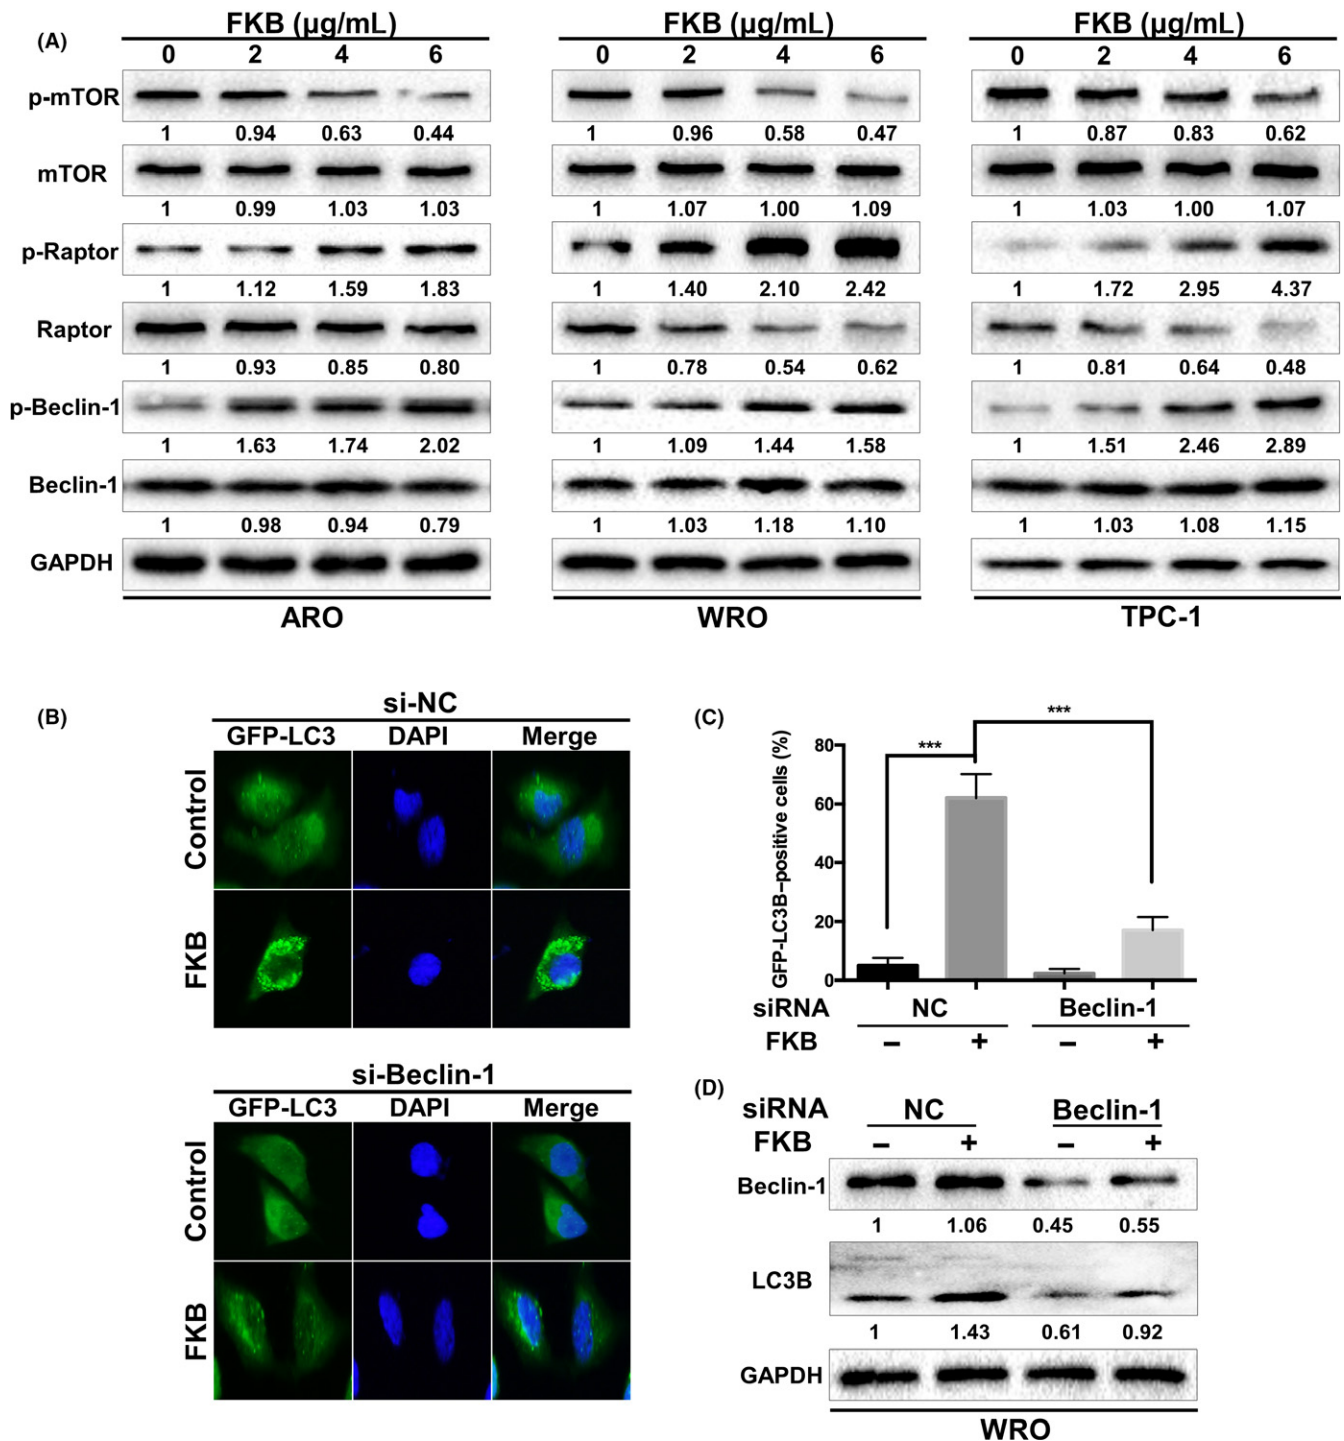 (A)
FKB (µg/mL) FKB (µg/mL) FKB (µg/mL)
0 2 4 6 0 2 4 6 0 2 4 6
p-mTOR
1 0.94 0.63 0.44 1 0.96 0.58 0.47 1 0.87 0.83 0.62
mTOR
1 0.99 1.03 1.03 1 1.07 1.00 1.09 1 1.03 1.00 1.07
p-Raptor
1 1.12 1.59 1.83 1 1.40 2.10 2.42 1 1.72 2.95 4.37
Raptor
1 0.93 0.85 0.80 1 0.78 0.54 0.62 1 0.81 0.64 0.48
p-Beclin-1
1 1.63 1.74 2.02 1 1.09 1.44 1.58 1 1.51 2.46 2.89
Beclin-1
1 0.98 0.94 0.79 1 1.03 1.18 1.10 1 1.03 1.08 1.15
GAPDH
ARO WRO TPC-1
(B)
si-NC
GFP-LC3 DAPI Merge
Control
FKB
si-Beclin-1
GFP-LC3 DAPI Merge
Control
FKB
(C)
GFP-LC3B–positive cells (%)
80
60
40
20
0
***
***
siRNA NC Beclin-1
FKB – + – +
(D)
siRNA NC Beclin-1
FKB – + – +
Beclin-1
1 1.06 0.45 0.55
LC3B
1 1.43 0.61 0.92
GAPDH
WRO